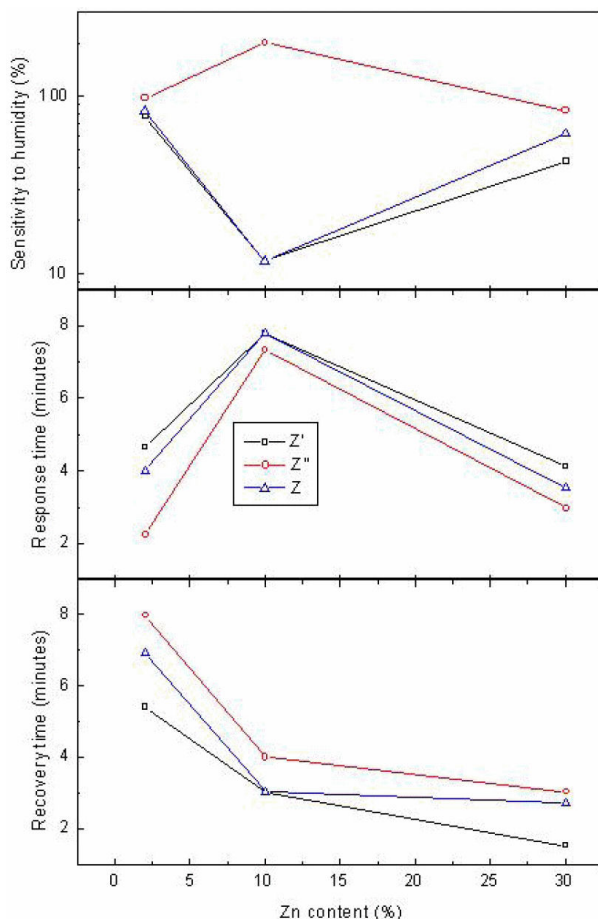 Sensitivity to humidity (%)
100
10
Response time (minutes)
8
6
4
2
Z'
Z"
Z
Recovery time (minutes)
8
6
4
2
0 5 10 15 20 25 30
Zn content (%)